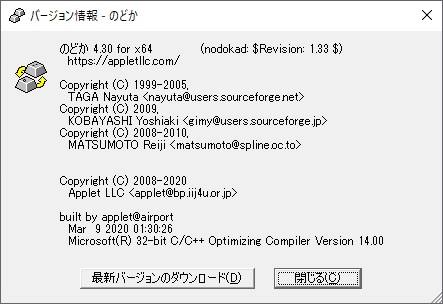 バージョン情報 - のどか
のどか 4.30 for x64 (nodokad: $Revision: 1.33 $)
https://appletllc.com/
Copyright (C) 1999-2005,
TAGA Nayuta <nayuta@users.sourceforge.net>
Copyright (C) 2009,
KOBAYASHI Yoshiaki <gimy@users.sourceforge.jp>
Copyright (C) 2008-2010,
MATSUMOTO Reiji <matsumoto@spline.oc.to>
Copyright (C) 2008-2020
Applet LLC <applet@bp.iij4u.or.jp>
built by applet@airport
Mar 9 2020 01:30:26
Microsoft(R) 32-bit C/C++ Optimizing Compiler Version 14.00
最新バージョンのダウンロード(D) 閉じる(C)